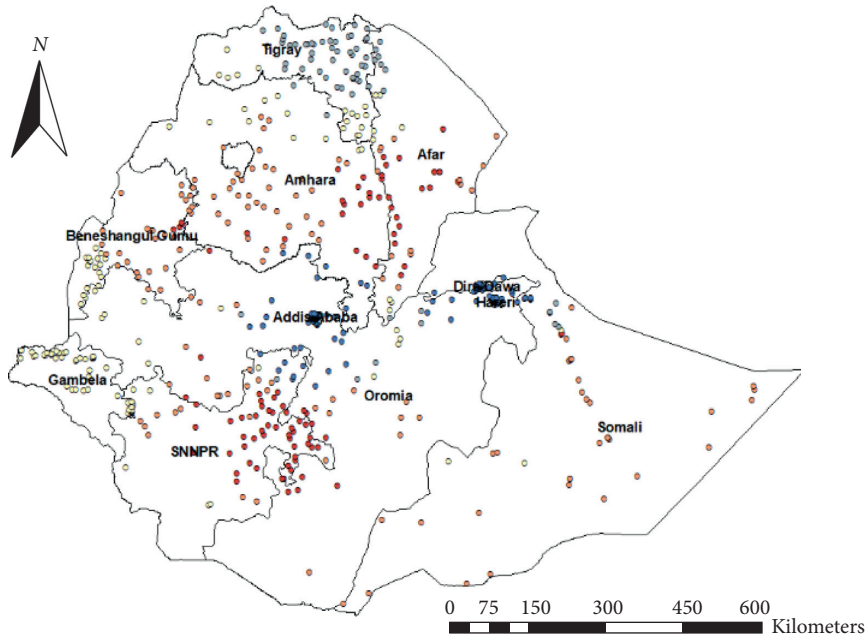 N
Tigray
Afar
Amhara
Beneshangul Gumu
Dire Dawa
Hareri
Addis Ababa
Gambela
Oromia
Somali
SNNPR
0 75 150 300 450 600
Kilometers